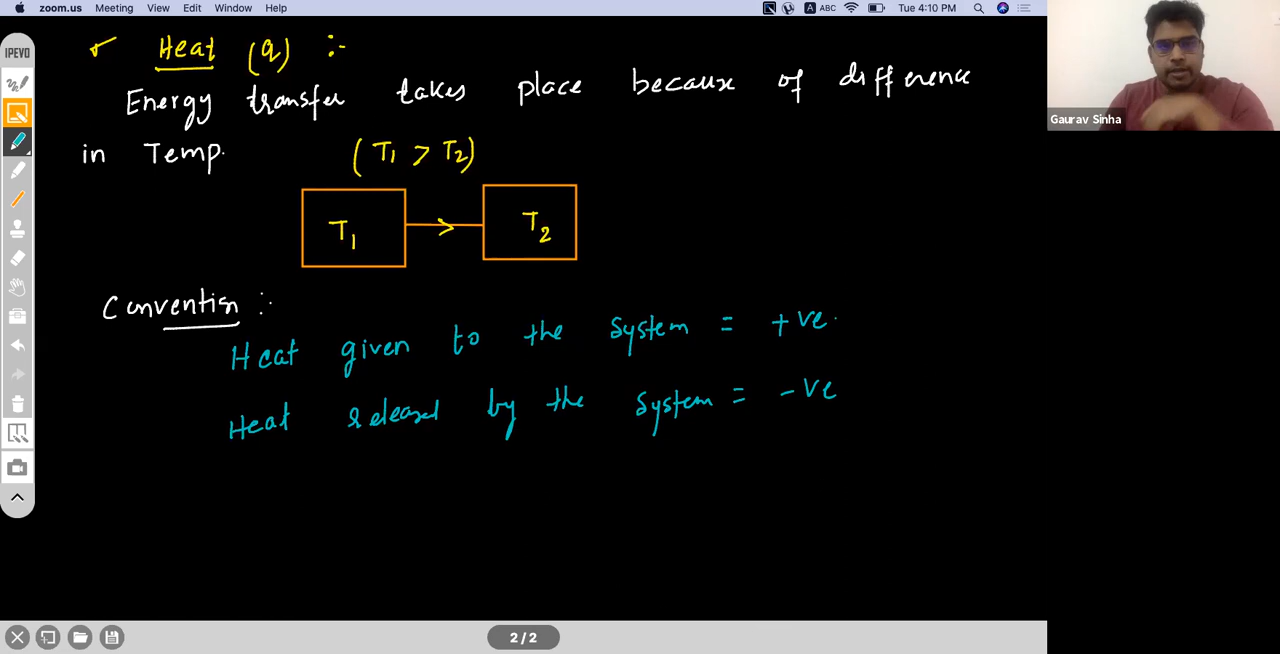 zoom.us Meeting View Edit Window Help A ABC Tue 4:10 PM
IPEVO
✓ Heat (q) :-
Energy transfer takes place because of difference
in Temp.
(T1 > T2)
T1 T2
Convention :
Heat given to the system = +ve.
Heat released by the system = -ve
Gaurav Sinha
2/2